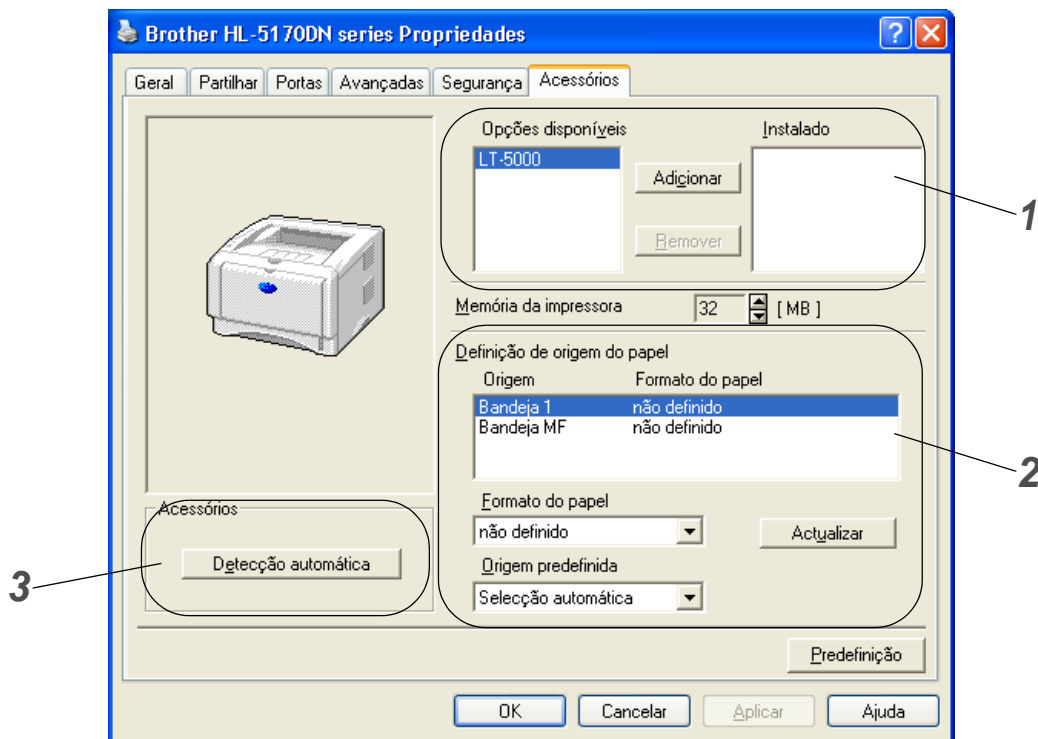 Brother HL-5170DN series Propriedades
Geral Partilhar Portas Avançadas Segurança Acessórios
Opções disponíveis Instalado
LT-5000
Adicionar
Remover
1
Memória da impressora 32 [ MB ]
Definição de origem do papel
Origem Formato do papel
Bandeja 1 não definido
Bandeja MF não definido
2
Formato do papel
não definido Actualizar
Origem predefinida
Selecção automática
Acessórios
Detecção automática
3
Predefinição
OK Cancelar Aplicar Ajuda